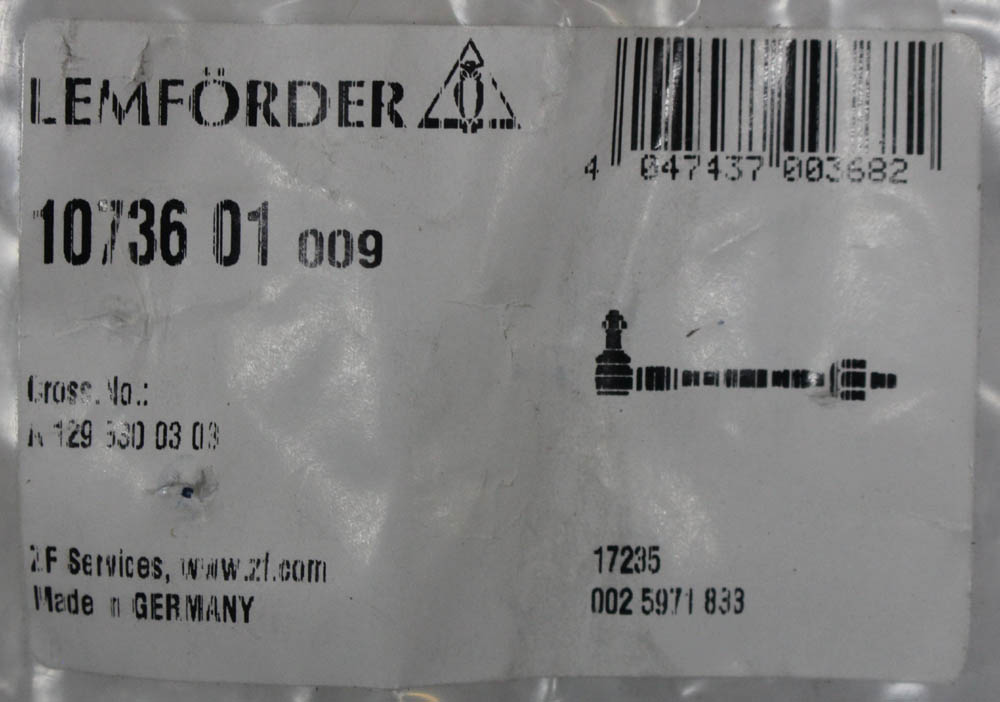 LEMFÖRDER
4 047437 003682
10736 01 009
Cross. No.:
A 129 330 03 03
ZF Services, www.zf.com
Made in GERMANY
17235
002 5971 833